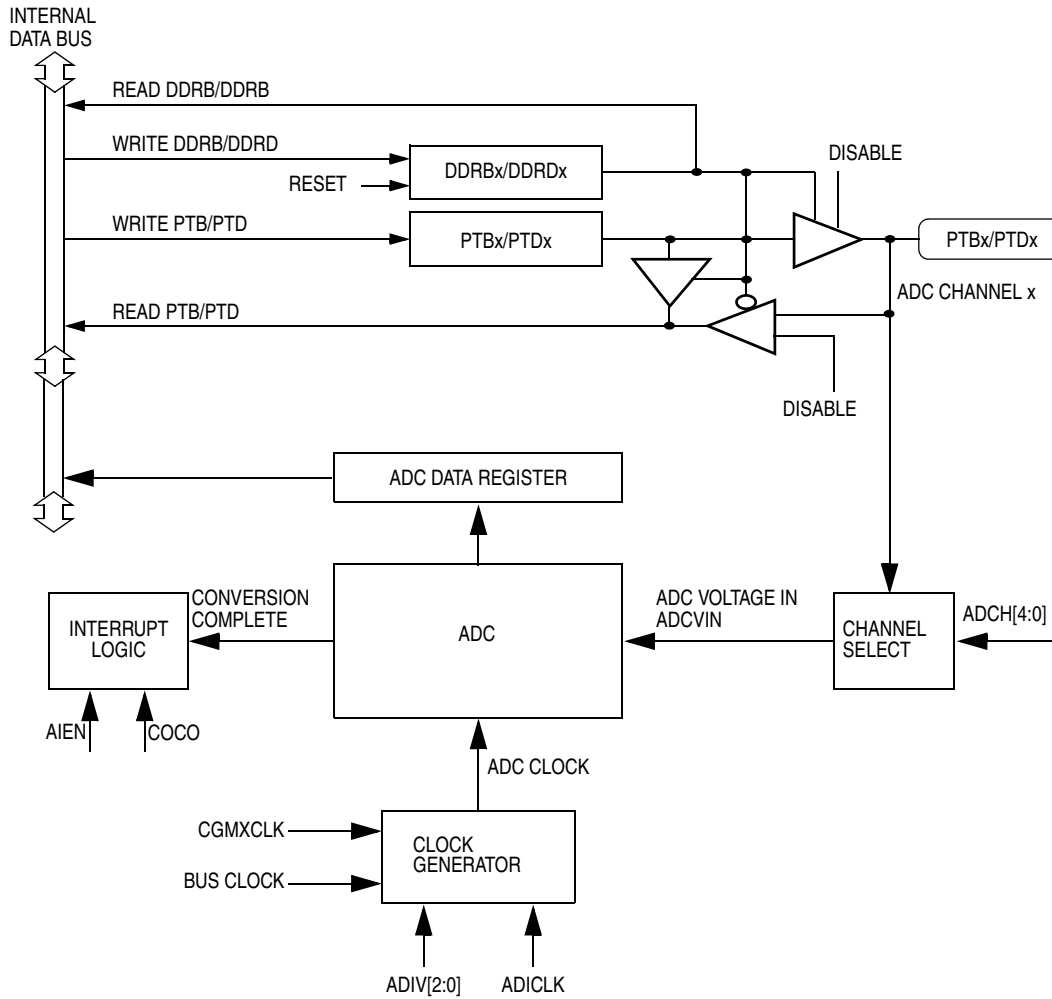 INTERNAL
DATA BUS
READ DDRB/DDRB
WRITE DDRB/DDRD
RESET
DDRBx/DDRDx
DISABLE
WRITE PTB/PTD
PTBx/PTDx
PTBx/PTDx
ADC CHANNEL x
READ PTB/PTD
DISABLE
ADC DATA REGISTER
INTERRUPT
LOGIC
CONVERSION
COMPLETE
ADC
ADC VOLTAGE IN
ADCVIN
CHANNEL
SELECT
ADCH[4:0]
AIEN
COCO
ADC CLOCK
CGMXCLK
BUS CLOCK
CLOCK
GENERATOR
ADIV[2:0]
ADICLK